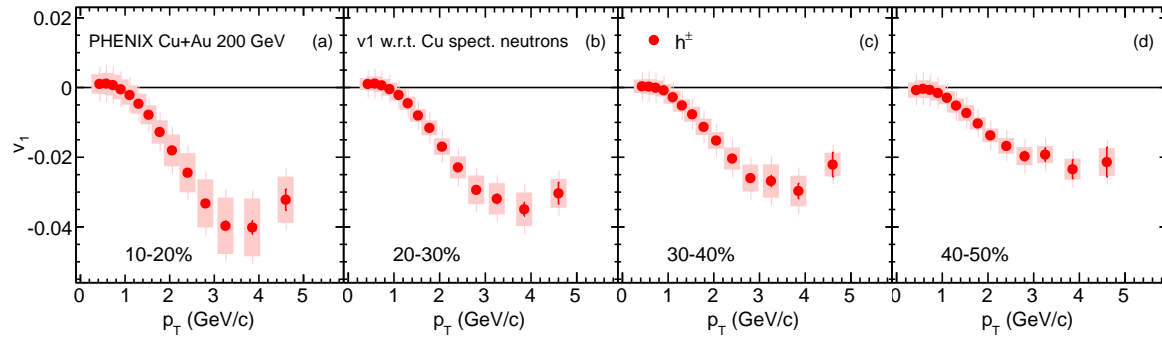 0.02
0
-0.02
-0.04
v1
PHENIX Cu+Au 200 GeV (a)
10-20%
0 1 2 3 4 5
pT (GeV/c)
v1 w.r.t. Cu spect. neutrons (b)
20-30%
0 1 2 3 4 5
pT (GeV/c)
h± (c)
30-40%
0 1 2 3 4 5
pT (GeV/c)
(d)
40-50%
0 1 2 3 4 5
pT (GeV/c)